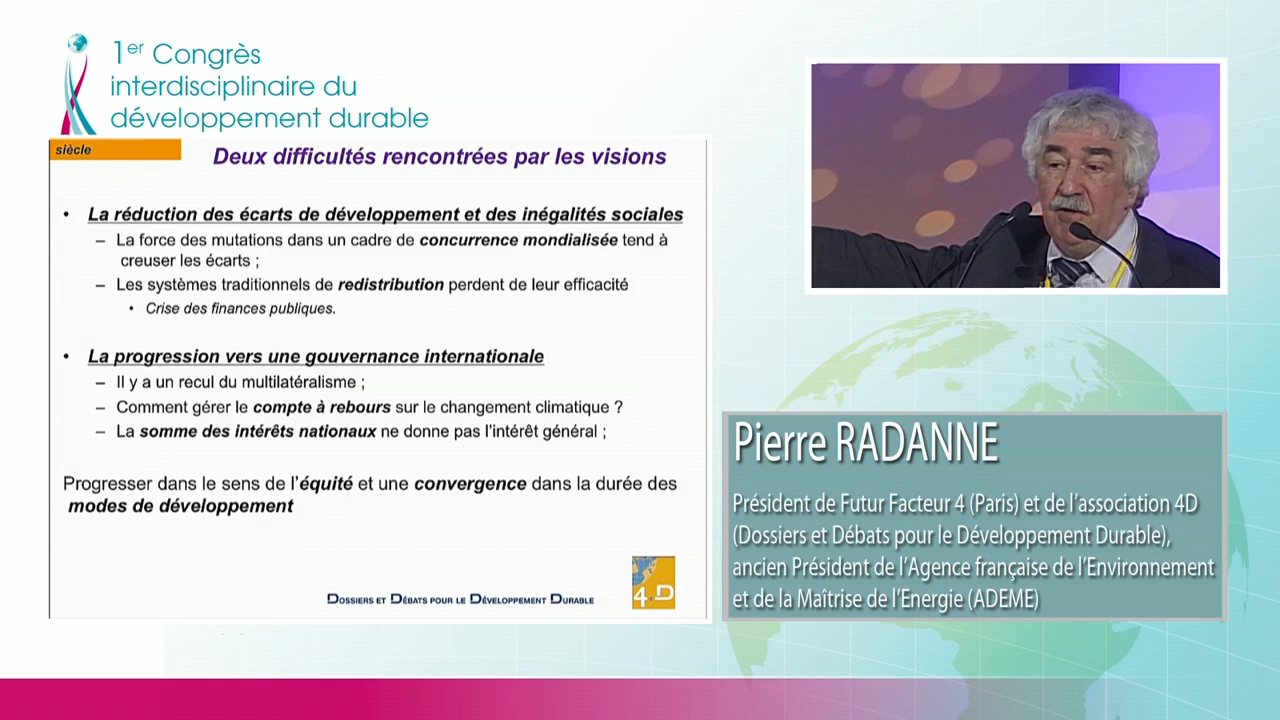 1er Congrès
interdisciplinaire du
développement durable
siècle
Deux difficultés rencontrées par les visions
• La réduction des écarts de développement et des inégalités sociales
– La force des mutations dans un cadre de concurrence mondialisée tend à
creuser les écarts ;
– Les systèmes traditionnels de redistribution perdent de leur efficacité
• Crise des finances publiques.
• La progression vers une gouvernance internationale
– Il y a un recul du multilatéralisme ;
– Comment gérer le compte à rebours sur le changement climatique ?
– La somme des intérêts nationaux ne donne pas l'intérêt général ;
Progresser dans le sens de l'équité et une convergence dans la durée des
modes de développement
Dossiers et Débats pour le Développement Durable
4D
Pierre RADANNE
Président de Futur Facteur 4 (Paris) et de l'association 4D
(Dossiers et Débats pour le Développement Durable),
ancien Président de l'Agence française de l'Environnement
et de la Maîtrise de l'Energie (ADEME)